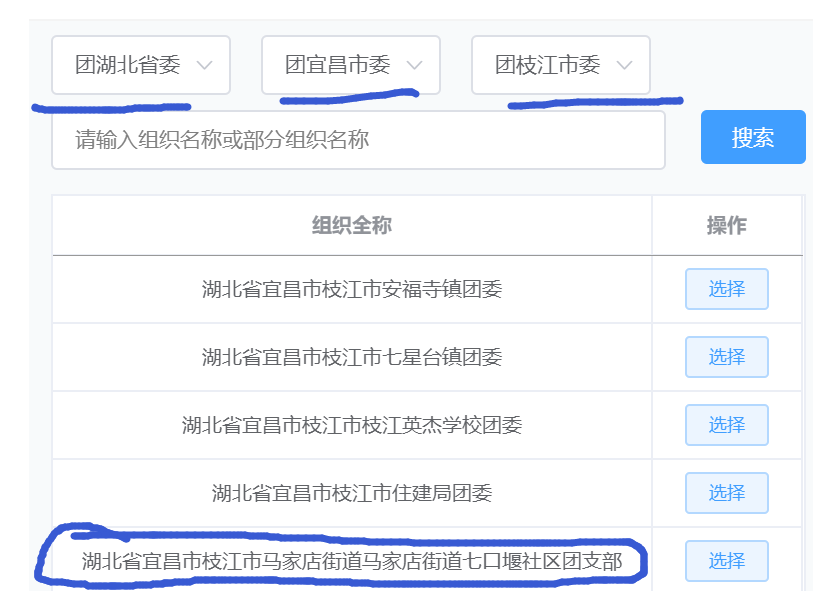 团湖北省委 团宜昌市委 团枝江市委
请输入组织名称或部分组织名称 搜索
组织全称 操作
湖北省宜昌市枝江市安福寺镇团委 选择
湖北省宜昌市枝江市七星台镇团委 选择
湖北省宜昌市枝江市枝江英杰学校团委 选择
湖北省宜昌市枝江市住建局团委 选择
湖北省宜昌市枝江市马家店街道马家店街道七口堰社区团支部 选择